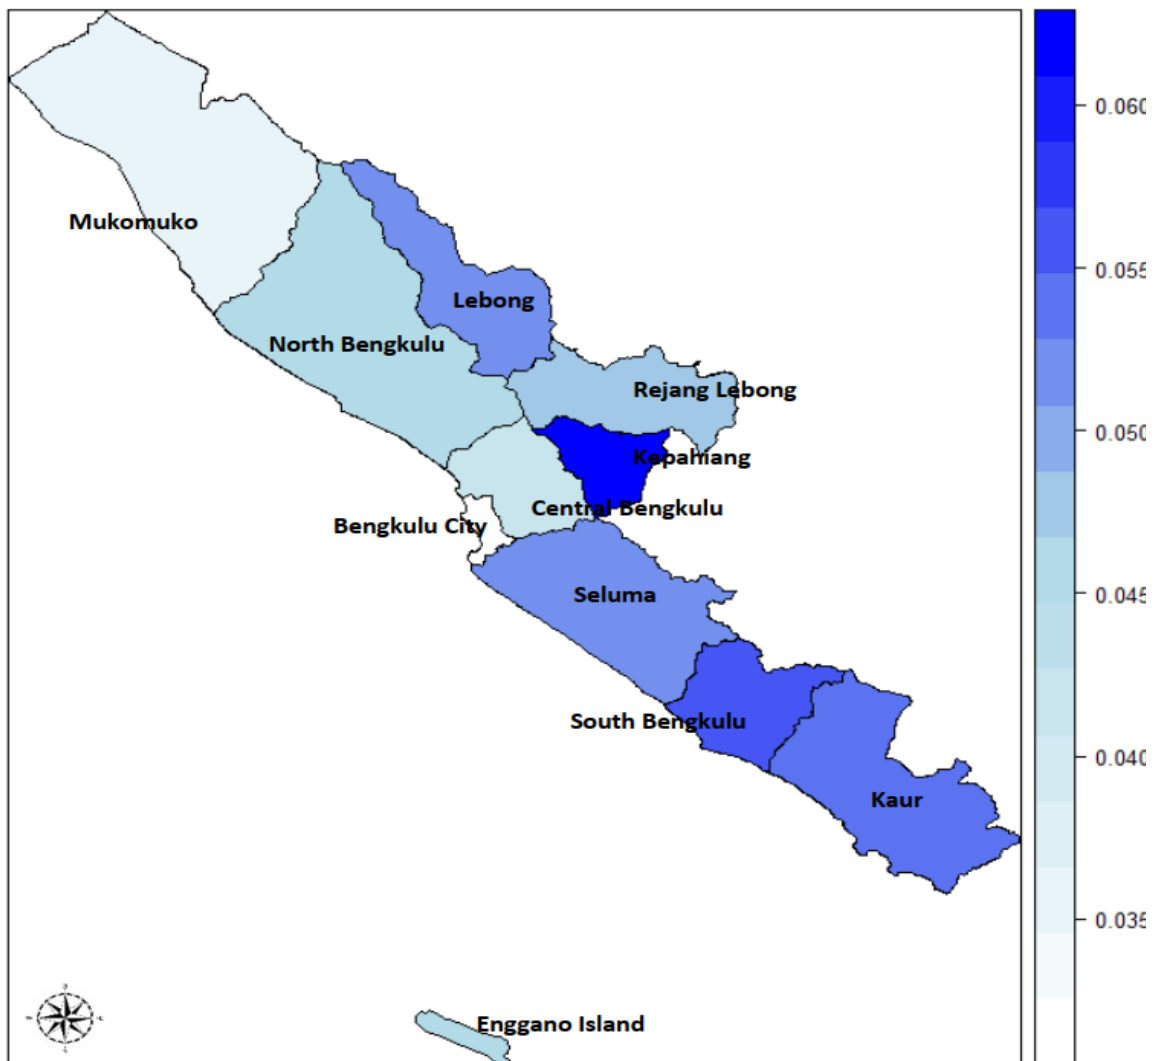 0.060
Mukomuko
0.055
Lebong
North Bengkulu
Rejang Lebong
0.050
Kepahiang
Central Bengkulu
Bengkulu City
Seluma
0.045
South Bengkulu
0.040
Kaur
0.035
Enggano Island